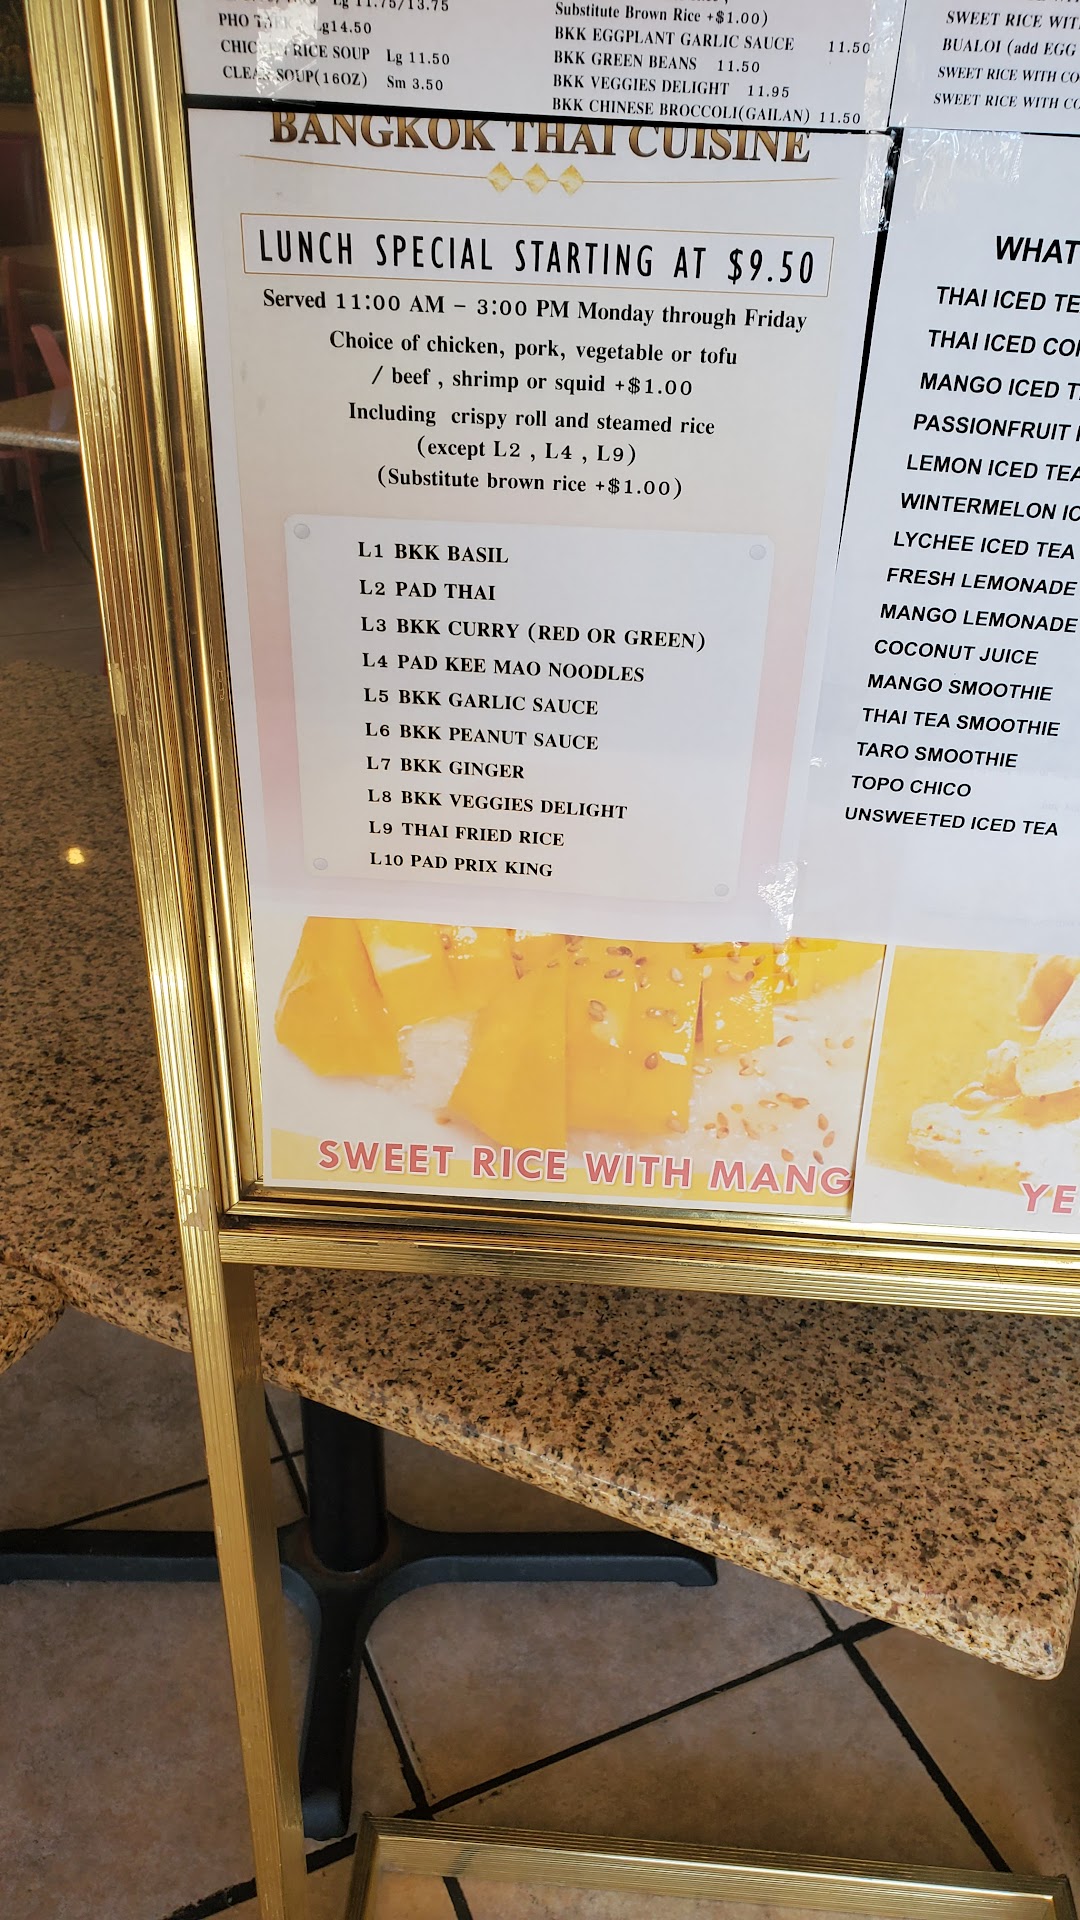 Lg 11.75/13.75
PHO Lg14.50
RICE SOUP Lg 11.50
CLEAR SOUP(16OZ) Sm 3.50
Substitute Brown Rice +$1.00)
BKK EGGPLANT GARLIC SAUCE 11.50
BKK GREEN BEANS 11.50
BKK VEGGIES DELIGHT 11.95
BKK CHINESE BROCCOLI(GAILAN) 11.50
SWEET RICE WIT
BUALOI (add EGG
SWEET RICE WITH CO
SWEET RICE WITH CO
BANGKOK THAI CUISINE
LUNCH SPECIAL STARTING AT $9.50
Served 11:00 AM – 3:00 PM Monday through Friday
Choice of chicken, pork, vegetable or tofu
/ beef , shrimp or squid +$1.00
Including crispy roll and steamed rice
(except L2 , L4 , L9)
(Substitute brown rice +$1.00)
L1 BKK BASIL
L2 PAD THAI
L3 BKK CURRY (RED OR GREEN)
L4 PAD KEE MAO NOODLES
L5 BKK GARLIC SAUCE
L6 BKK PEANUT SAUCE
L7 BKK GINGER
L8 BKK VEGGIES DELIGHT
L9 THAI FRIED RICE
L10 PAD PRIX KING
WHAT
THAI ICED TE
THAI ICED CO
MANGO ICED T
PASSIONFRUIT
LEMON ICED TEA
WINTERMELON IC
LYCHEE ICED TEA
FRESH LEMONADE
MANGO LEMONADE
COCONUT JUICE
MANGO SMOOTHIE
THAI TEA SMOOTHIE
TARO SMOOTHIE
TOPO CHICO
UNSWEETED ICED TEA
SWEET RICE WITH MANG
YE